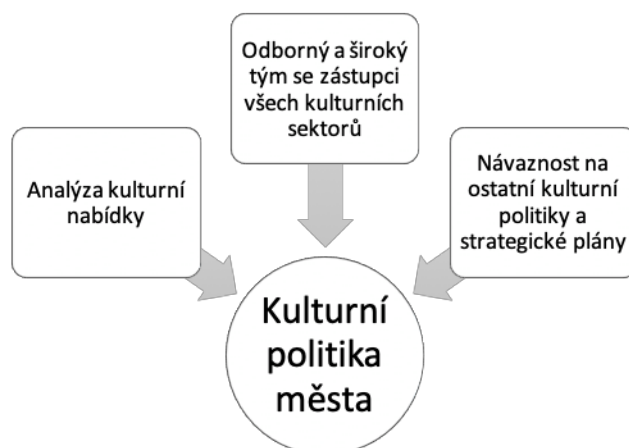 Odborný a široký
tým se zástupci
všech kulturních
sektorů
Analýza kulturní
nabídky
Návaznost na
ostatní kulturní
politiky a
strategické plány
Kulturní
politika
města